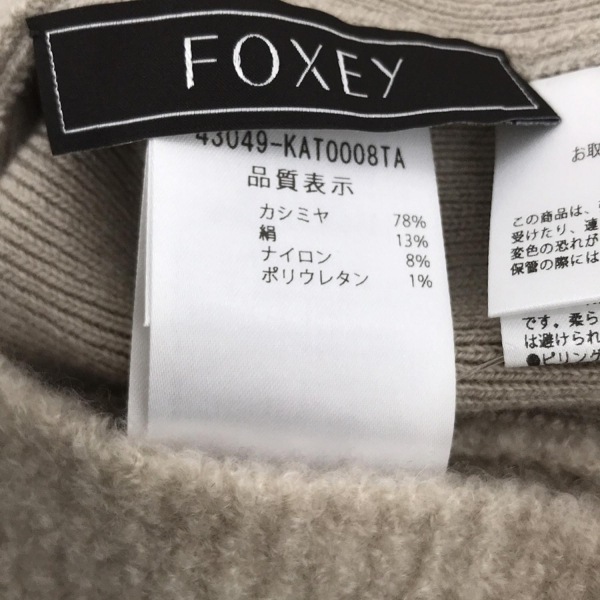 FOXEY
43049-KAT0008TA
品質表示
カシミヤ 78%
絹 13%
ナイロン 8%
ポリウレタン 1%
お取
この商品は、
受けたり、連
変色の恐れが
保管の際には
です。柔ら
は避けられ
●ピリング